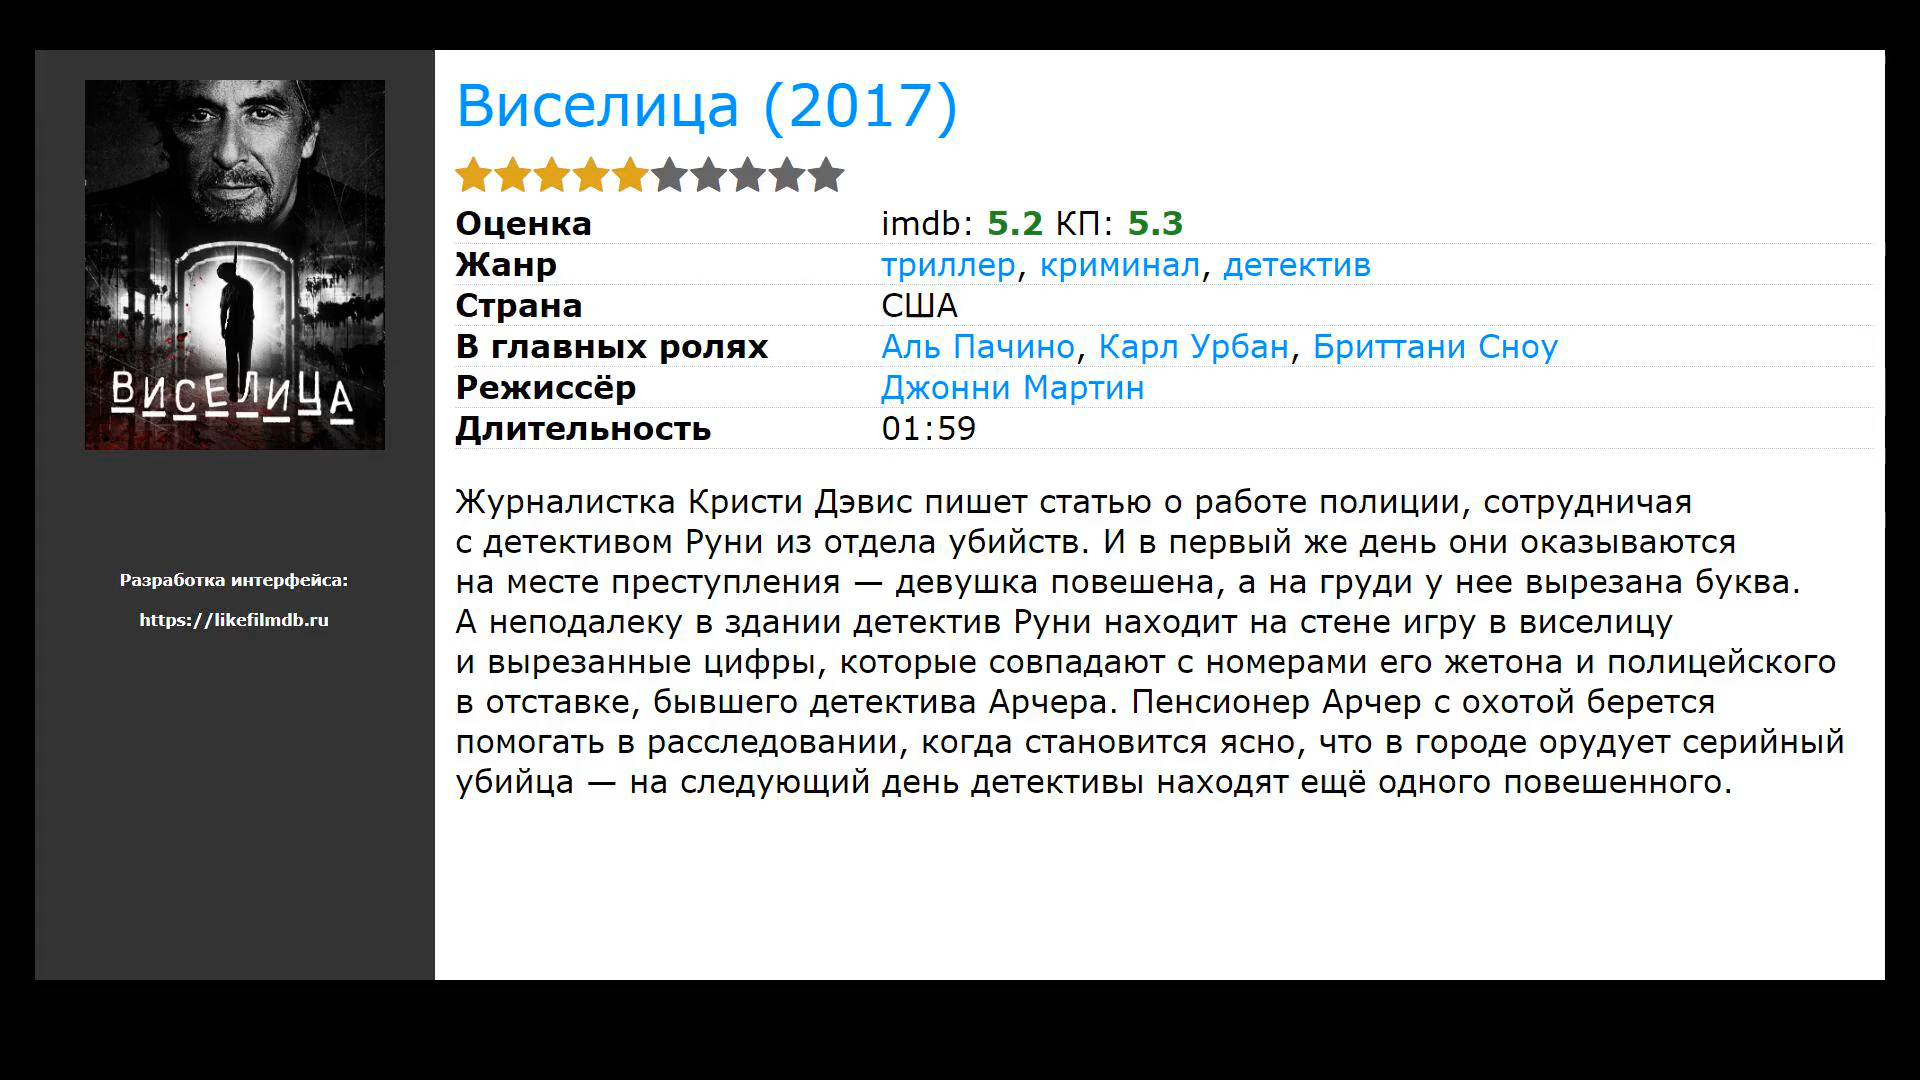 Виселица (2017)
Оценка imdb: 5.2 КП: 5.3
Жанр триллер, криминал, детектив
Страна США
В главных ролях Аль Пачино, Карл Урбан, Бриттани Сноу
Режиссёр Джонни Мартин
Длительность 01:59
Журналистка Кристи Дэвис пишет статью о работе полиции, сотрудничая
с детективом Руни из отдела убийств. И в первый же день они оказываются
на месте преступления — девушка повешена, а на груди у нее вырезана буква.
А неподалеку в здании детектив Руни находит на стене игру в виселицу
и вырезанные цифры, которые совпадают с номерами его жетона и полицейского
в отставке, бывшего детектива Арчера. Пенсионер Арчер с охотой берется
помогать в расследовании, когда становится ясно, что в городе орудует серийный
убийца — на следующий день детективы находят ещё одного повешенного.
ВИСЕЛИЦА
Разработка интерфейса:
https://likefilmdb.ru